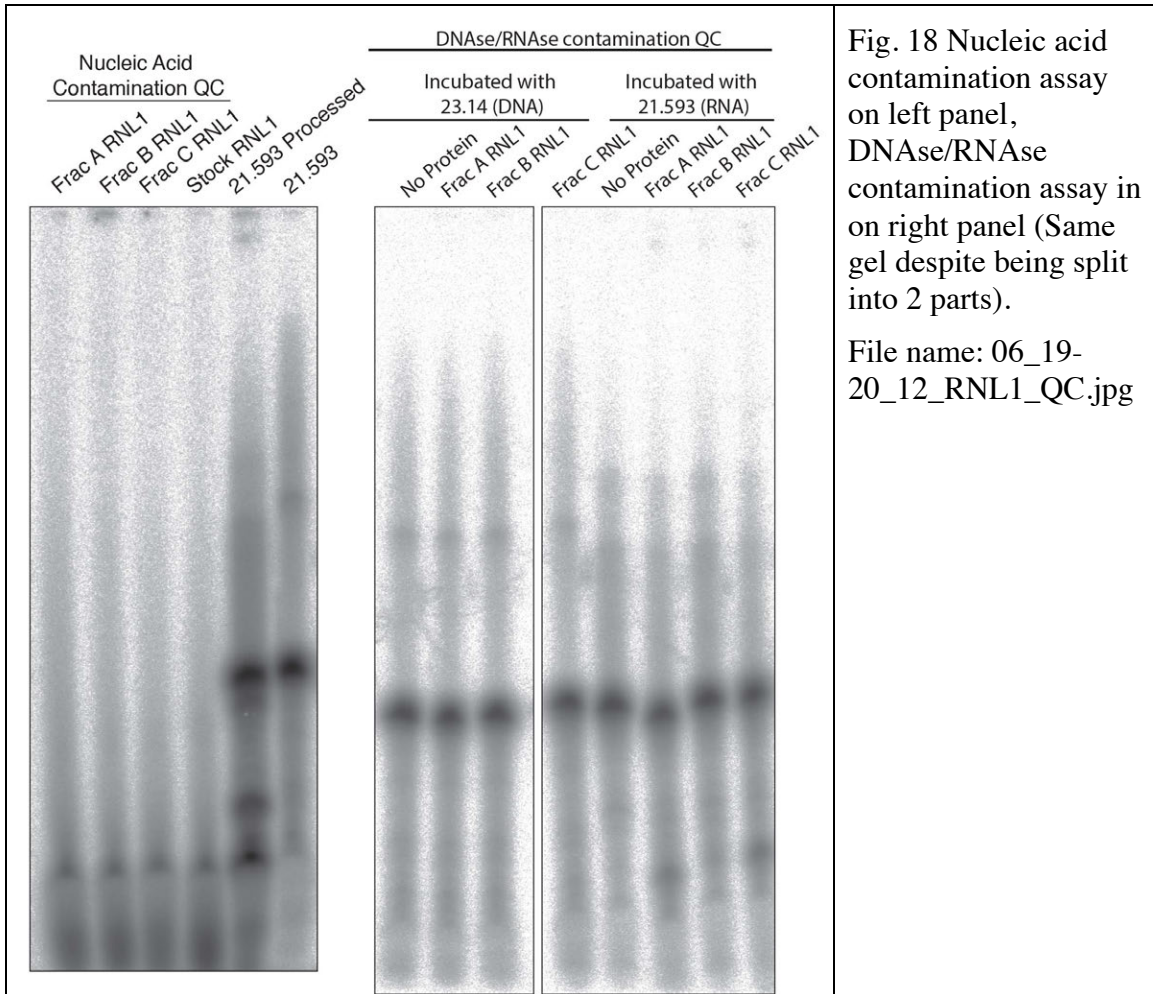 Nucleic Acid
Contamination QC
Frac A RNL1
Frac B RNL1
Frac C RNL1
Stock RNL1
21.593 Processed
21.593
DNAse/RNAse contamination QC
Incubated with
23.14 (DNA)
Incubated with
21.593 (RNA)
No Protein
Frac A RNL1
Frac B RNL1
Frac C RNL1
No Protein
Frac A RNL1
Frac B RNL1
Frac C RNL1
Fig. 18 Nucleic acid
contamination assay
on left panel,
DNAse/RNAse
contamination assay in
on right panel (Same
gel despite being split
into 2 parts).
File name: 06_19-
20_12_RNL1_QC.jpg